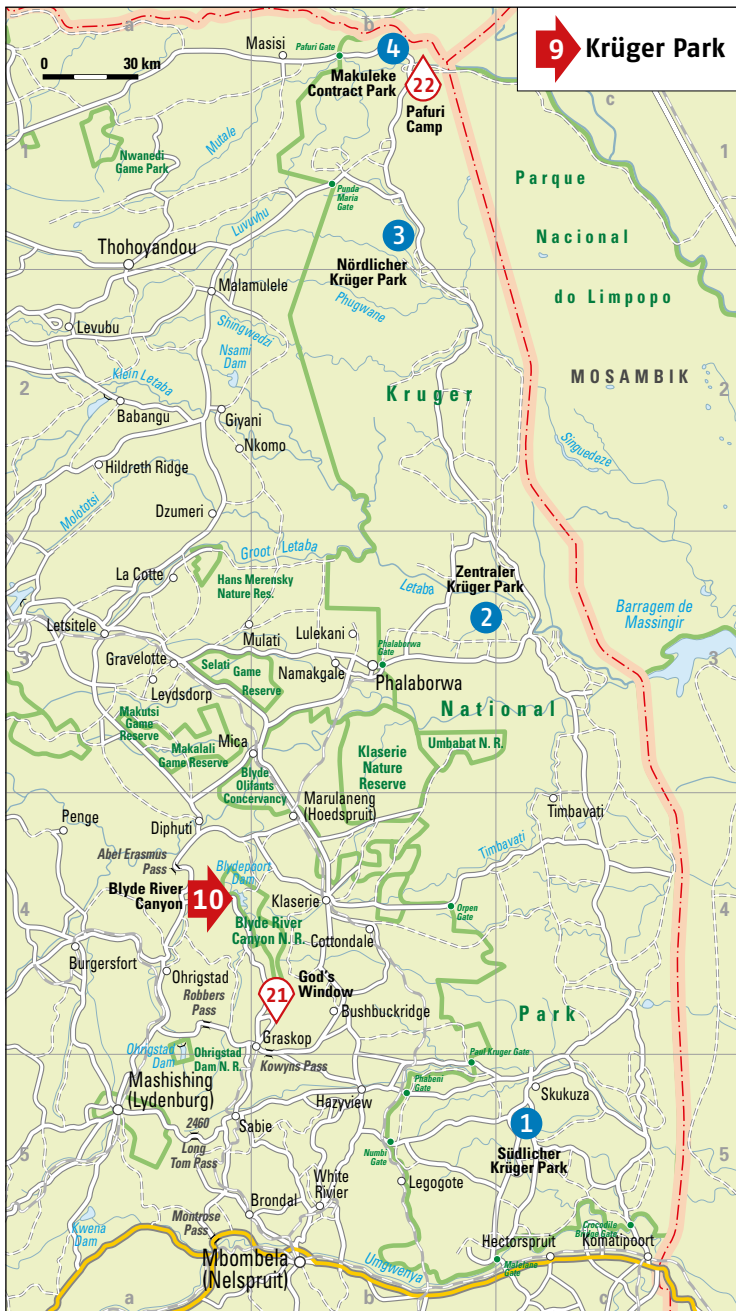 a
b
9 Krüger Park
Masisi
Pafuri Gate
4
0 30 km
Makuleke
Contract Park
22
Pafuri
Camp
c
1
Nwanedi
Game Park
Mutale
1
Punda
Maria
Gate
Parque
Luvuvhu
3
Nacional
Thohoyandou
Nördlicher
Krüger Park
Malamulele
Phugwane
do Limpopo
Levubu
Shingwedzi
Nsami
Dam
MOSAMBIK
2
Klein Letaba
Kruger
2
Babangu
Giyani
Nkomo
Singuedeze
Hildreth Ridge
Molototsi
Dzumeri
Groot Letaba
La Cotte
Hans Merensky
Nature Res.
Zentraler
Krüger Park
Letaba
2
Barragem de
Massingir
Letsitele
Mulati
Lulekani
Phalaborwa
Gate
3
Gravelotte
Selati Game
Reserve
Namakgale
Phalaborwa
3
Leydsdorp
National
Makutsi
Game
Reserve
Makalali
Game Reserve
Mica
Klaserie
Nature
Reserve
Umbabat N. R.
Blyde
Olifants
Concervancy
Marulaneng
(Hoedspruit)
Timbavati
Penge
Diphuti
Timbavati
Abel Erasmus
Pass
Blydepoort
Dam
Blyde River
Canyon
10
Klaserie
Orpen
Gate
4
Blyde River
Canyon N. R.
4
Cottondale
Burgersfort
Ohrigstad
God's
Window
Robbers
Pass
21
Bushbuckridge
Park
Graskop
Ohrigstad
Dam
Ohrigstad
Dam N. R.
Kowyns Pass
Paul Kruger Gate
Mashishing
(Lydenburg)
Phabeni
Gate
Skukuza
Hazyview
2460
Sabie
1
Long
Tom Pass
Numbi
Gate
Südlicher
Krüger Park
5
5
White
Rivier
Legogote
Brondal
Kwena
Dam
Montrose
Pass
Crocodile
Bridge Gate
Hectorspruit
Komatipoort
Mbombela
(Nelspruit)
Umgwenya
Malelane
Gate
a
b
c